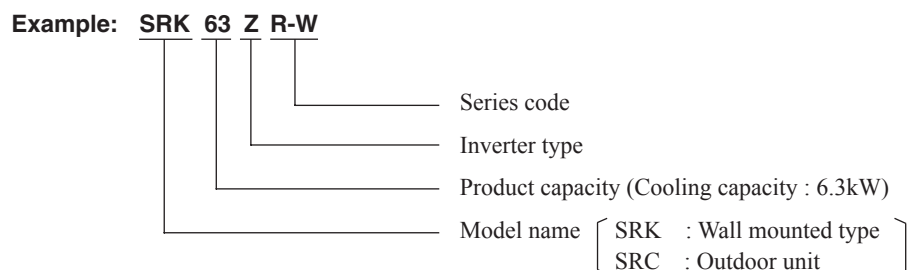 Example: SRK 63 Z R-W
Series code
Inverter type
Product capacity (Cooling capacity : 6.3kW)
Model name SRK : Wall mounted type
SRC : Outdoor unit